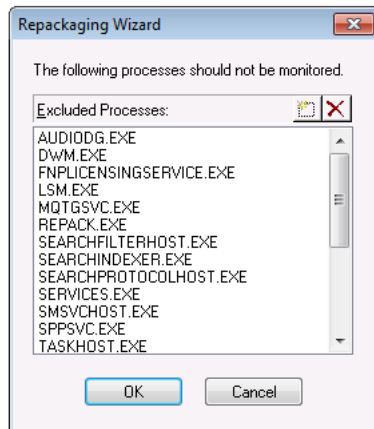 Repackaging Wizard
The following processes should not be monitored.
Excluded Processes:
AUDIODG.EXE
DWM.EXE
FNPLICENSINGSERVICE.EXE
LSM.EXE
MQTGSVC.EXE
REPACK.EXE
SEARCHFILTERHOST.EXE
SEARCHINDEXER.EXE
SEARCHPROTOCOLHOST.EXE
SERVICES.EXE
SMSVCHOST.EXE
SPPSVC.EXE
TASKHOST.EXE
OK Cancel